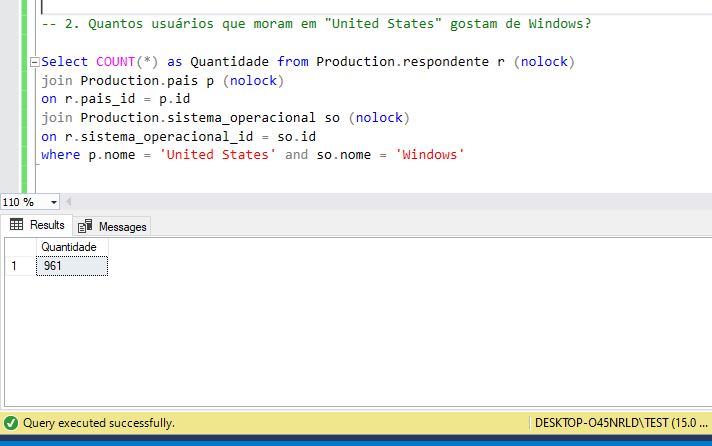 -- 2. Quantos usuários que moram em "United States" gostam de Windows?
Select COUNT(*) as Quantidade from Production.respondente r (nolock)
join Production.pais p (nolock)
on r.pais_id = p.id
join Production.sistema_operacional so (nolock)
on r.sistema_operacional_id = so.id
where p.nome = 'United States' and so.nome = 'Windows'
110 %
Results Messages
Quantidade
1 961
Query executed successfully. DESKTOP-O45NRLD\TEST (15.0 ...